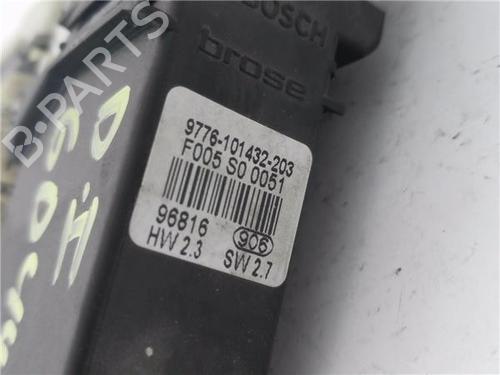 BOSCH
brose
9776-101432-203
F005 S0 0051
96816 906
HW 2.3 SW 2.7
B-PARTS